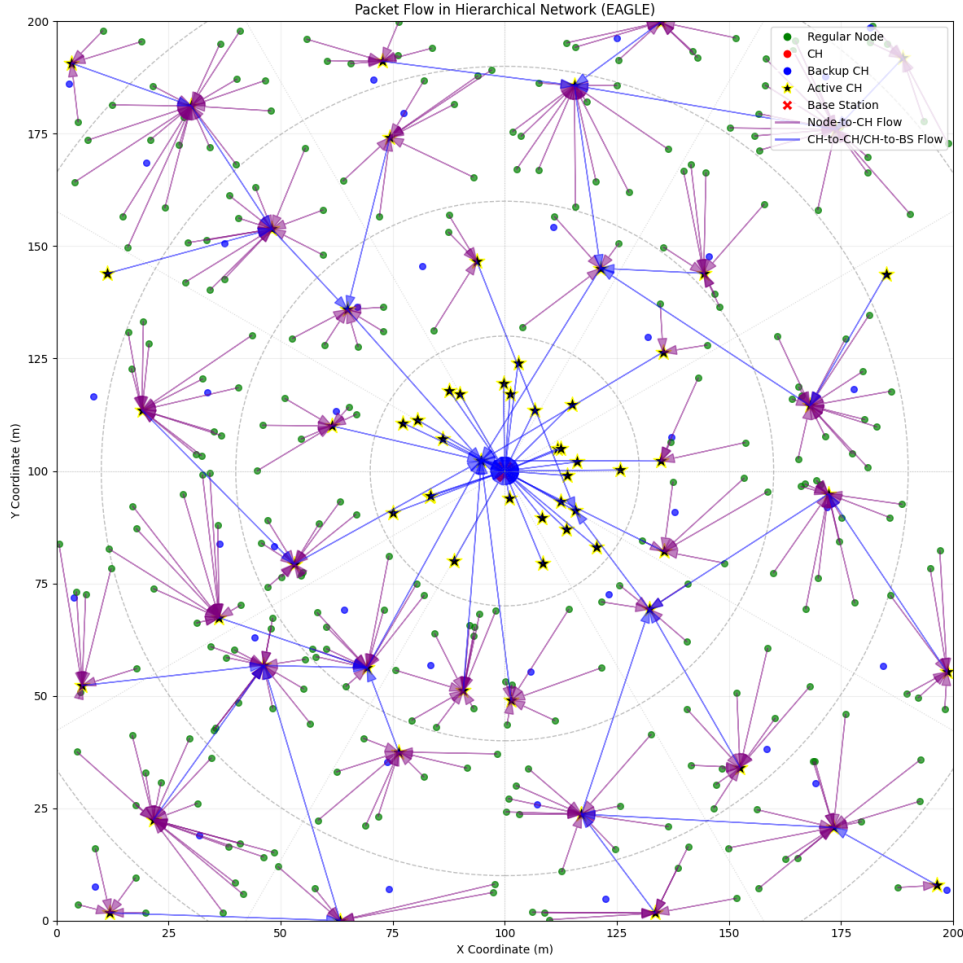 Packet Flow in Hierarchical Network (EAGLE)
200
175
150
125
100
75
50
25
0
Y Coordinate (m)
Regular Node
CH
Backup CH
Active CH
Base Station
Node-to-CH Flow
CH-to-CH/CH-to-BS Flow
0 25 50 75 100 125 150 175 200
X Coordinate (m)